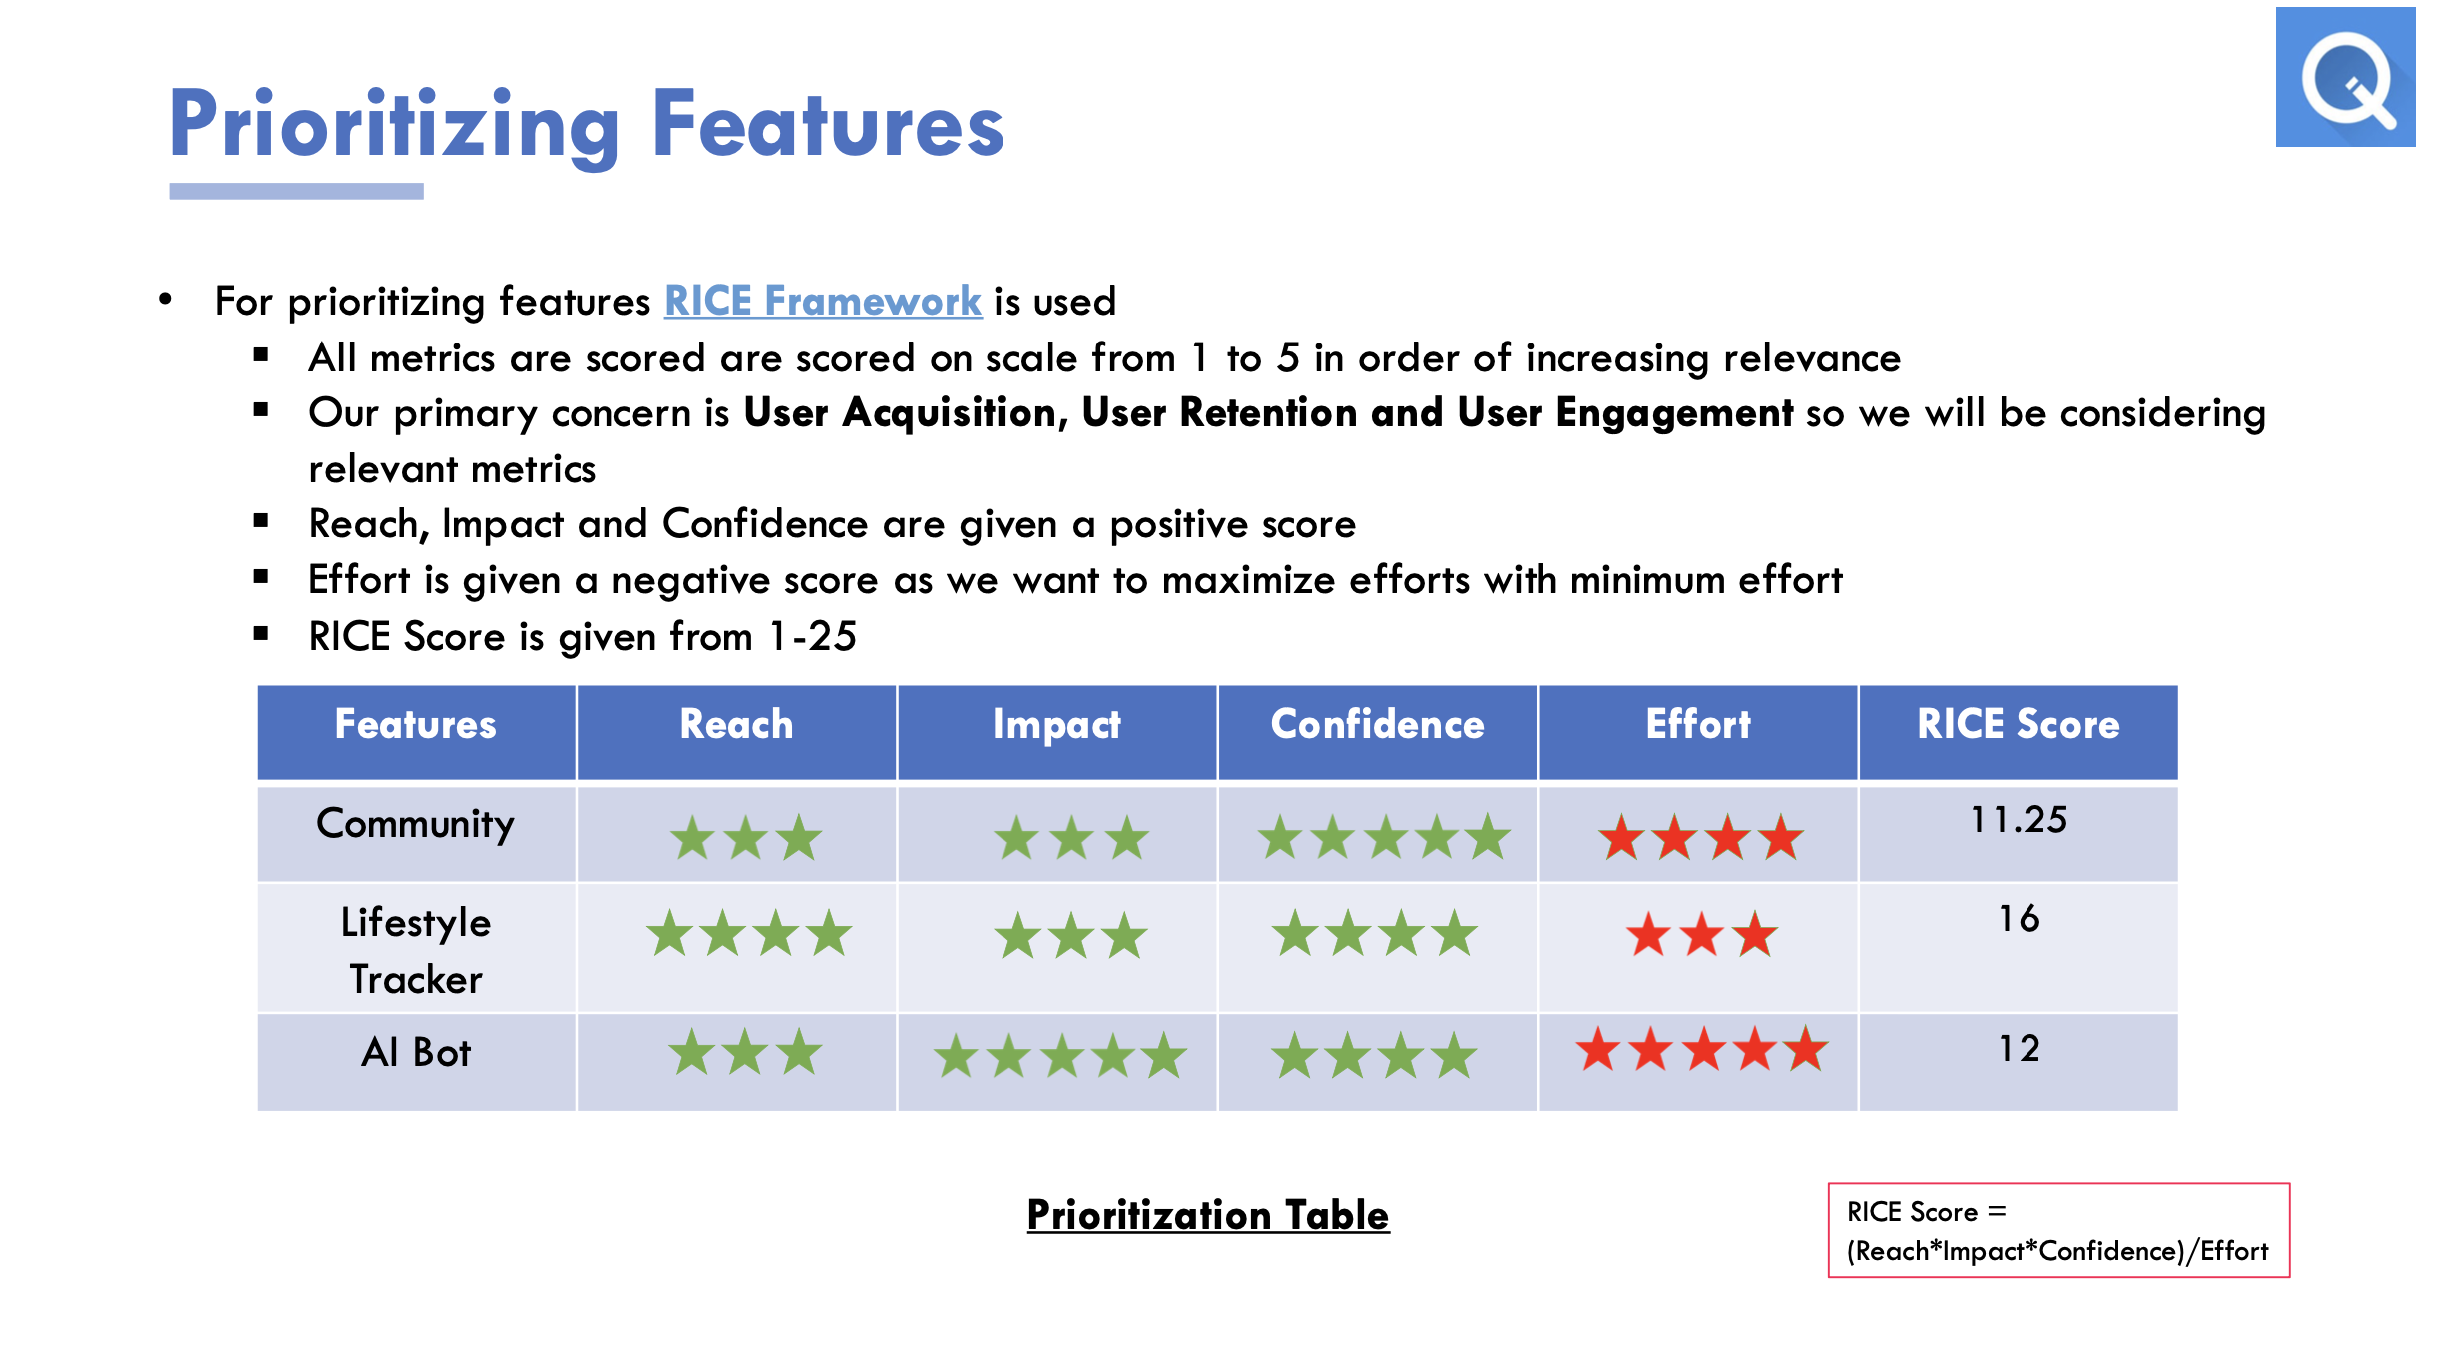 Prioritizing Features
• For prioritizing features RICE Framework is used
▪ All metrics are scored are scored on scale from 1 to 5 in order of increasing relevance
▪ Our primary concern is User Acquisition, User Retention and User Engagement so we will be considering
relevant metrics
▪ Reach, Impact and Confidence are given a positive score
▪ Effort is given a negative score as we want to maximize efforts with minimum effort
▪ RICE Score is given from 1-25
Features Reach Impact Confidence Effort RICE Score
Community 11.25
Lifestyle 16
Tracker
AI Bot 12
Prioritization Table
RICE Score =
(Reach*Impact*Confidence)/Effort